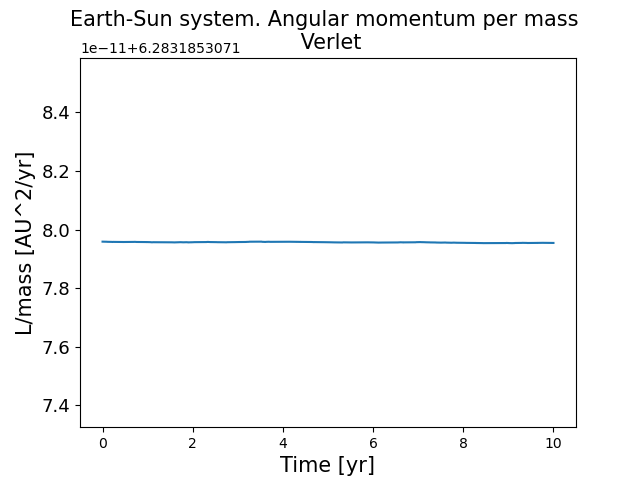 Earth-Sun system. Angular momentum per mass
Verlet
1e−11+6.2831853071
8.4
8.2
8.0
7.8
7.6
7.4
L/mass [AU^2/yr]
0 2 4 6 8 10
Time [yr]